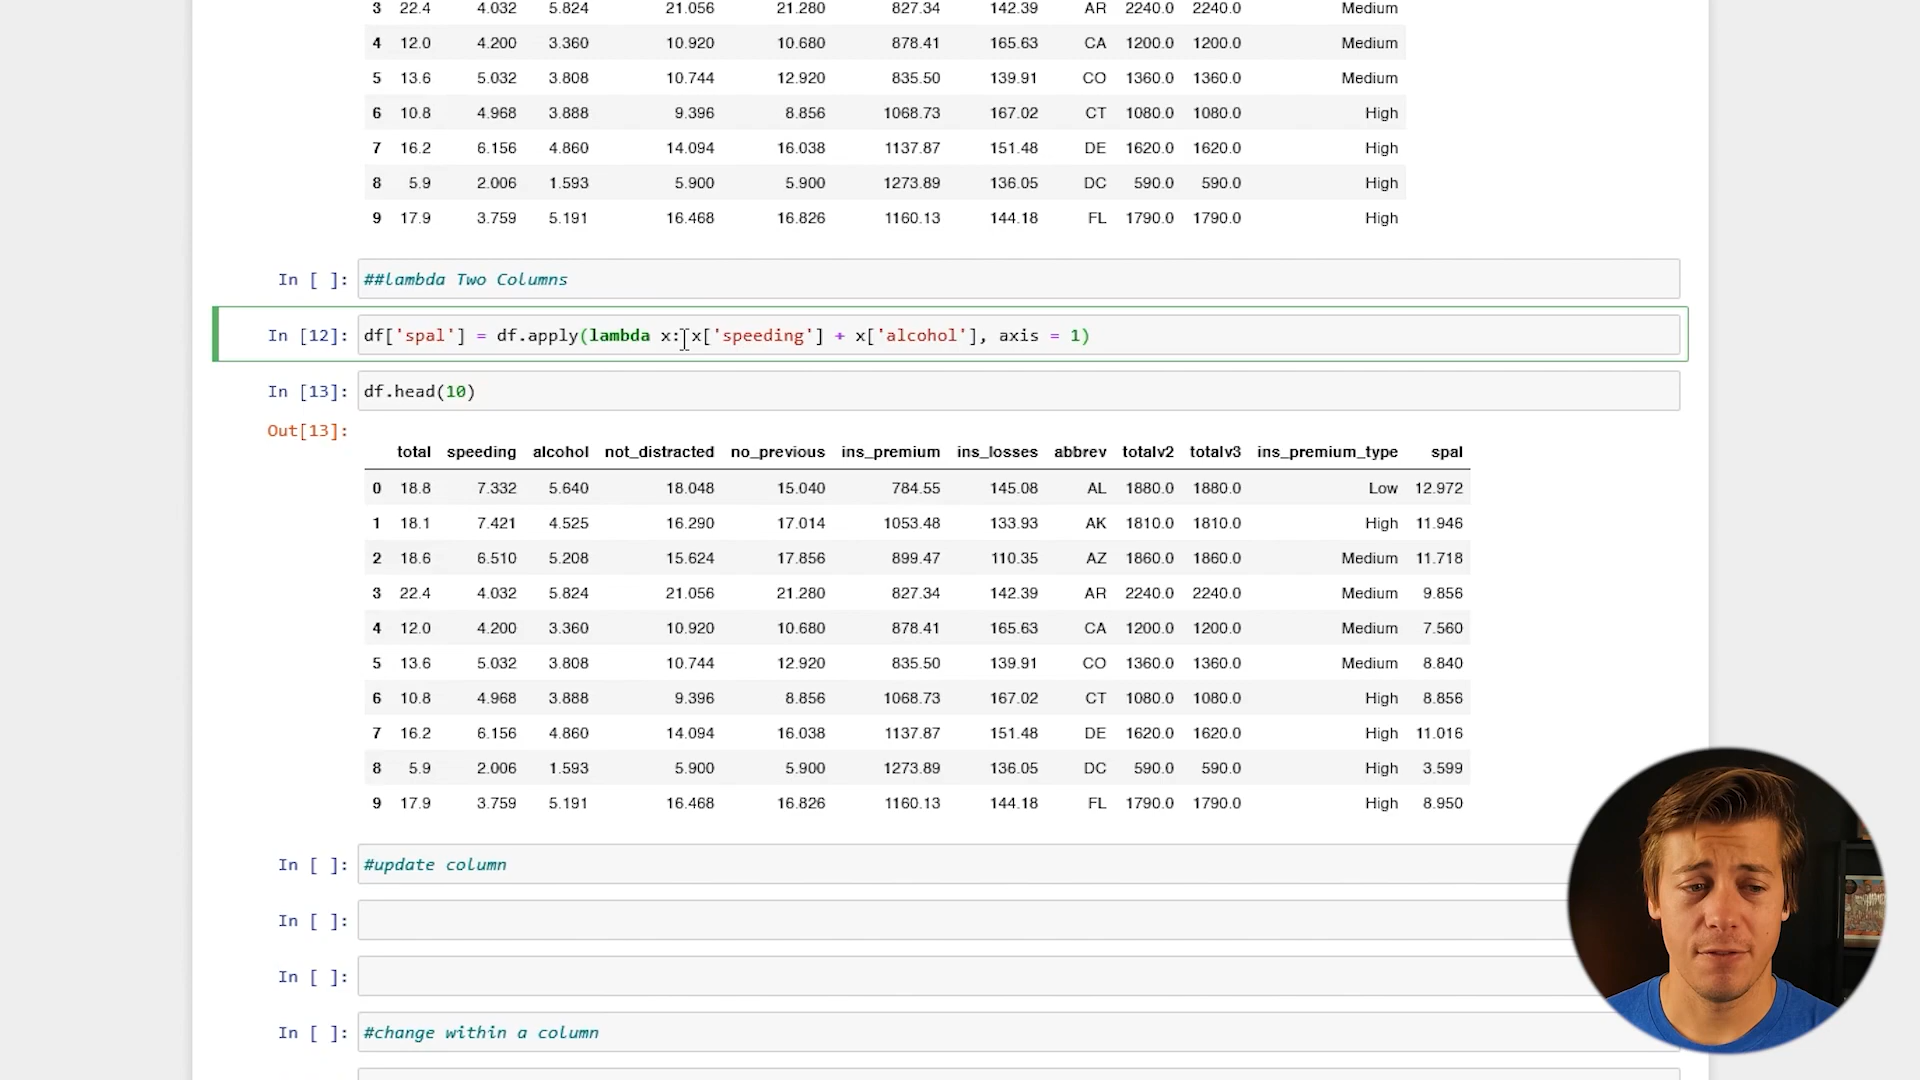 3 22.4 4.032 5.824 21.056 21.280 827.34 142.39 AR 2240.0 2240.0 Medium
4 12.0 4.200 3.360 10.920 10.680 878.41 165.63 CA 1200.0 1200.0 Medium
5 13.6 5.032 3.808 10.744 12.920 835.50 139.91 CO 1360.0 1360.0 Medium
6 10.8 4.968 3.888 9.396 8.856 1068.73 167.02 CT 1080.0 1080.0 High
7 16.2 6.156 4.860 14.094 16.038 1137.87 151.48 DE 1620.0 1620.0 High
8 5.9 2.006 1.593 5.900 5.900 1273.89 136.05 DC 590.0 590.0 High
9 17.9 3.759 5.191 16.468 16.826 1160.13 144.18 FL 1790.0 1790.0 High
In [ ]: ##lambda Two Columns
In [12]: df['spal'] = df.apply(lambda x: x['speeding'] + x['alcohol'], axis = 1)
In [13]: df.head(10)
Out[13]:
total speeding alcohol not_distracted no_previous ins_premium ins_losses abbrev totalv2 totalv3 ins_premium_type spal
0 18.8 7.332 5.640 18.048 15.040 784.55 145.08 AL 1880.0 1880.0 Low 12.972
1 18.1 7.421 4.525 16.290 17.014 1053.48 133.93 AK 1810.0 1810.0 High 11.946
2 18.6 6.510 5.208 15.624 17.856 899.47 110.35 AZ 1860.0 1860.0 Medium 11.718
3 22.4 4.032 5.824 21.056 21.280 827.34 142.39 AR 2240.0 2240.0 Medium 9.856
4 12.0 4.200 3.360 10.920 10.680 878.41 165.63 CA 1200.0 1200.0 Medium 7.560
5 13.6 5.032 3.808 10.744 12.920 835.50 139.91 CO 1360.0 1360.0 Medium 8.840
6 10.8 4.968 3.888 9.396 8.856 1068.73 167.02 CT 1080.0 1080.0 High 8.856
7 16.2 6.156 4.860 14.094 16.038 1137.87 151.48 DE 1620.0 1620.0 High 11.016
8 5.9 2.006 1.593 5.900 5.900 1273.89 136.05 DC 590.0 590.0 High 3.599
9 17.9 3.759 5.191 16.468 16.826 1160.13 144.18 FL 1790.0 1790.0 High 8.950
In [ ]: #update column
In [ ]:
In [ ]:
In [ ]: #change within a column